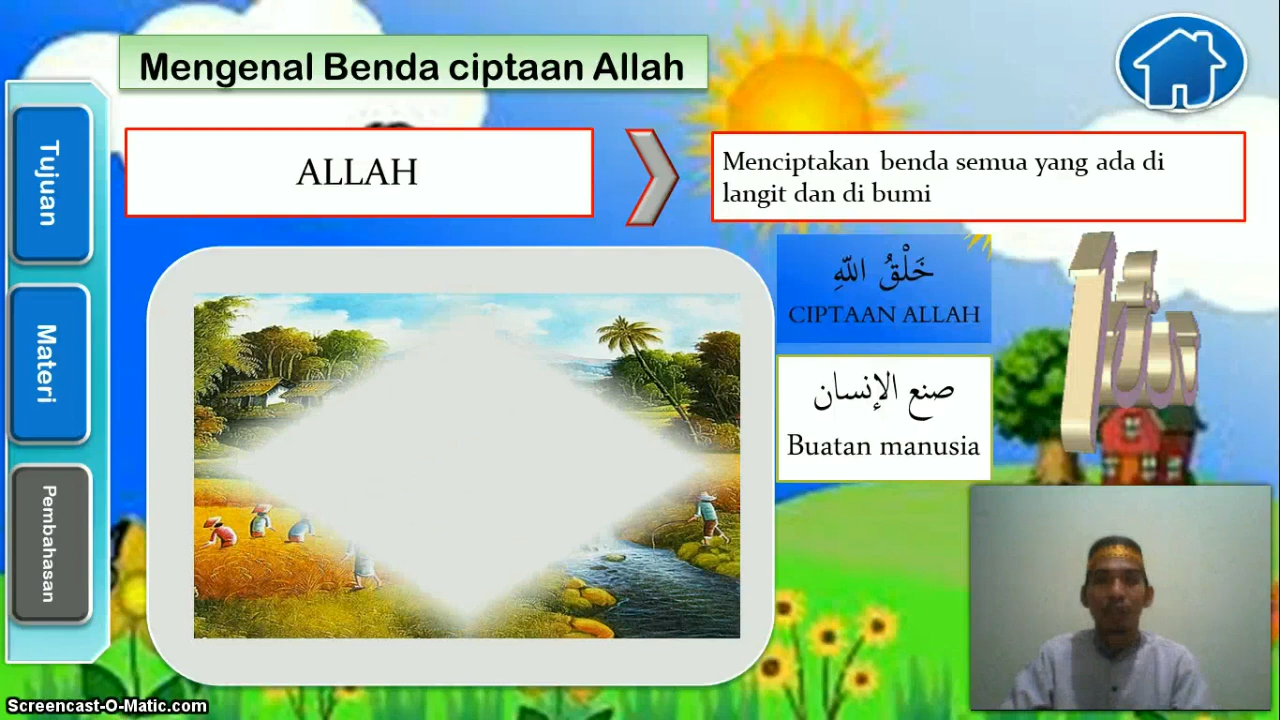 Mengenal Benda ciptaan Allah
Tujuan
Materi
Pembahasan
ALLAH
Menciptakan benda semua yang ada di
langit dan di bumi
خَلْقُ اللّٰهِ
CIPTAAN ALLAH
صنع الإنسان
Buatan manusia
Screencast-O-Matic.com